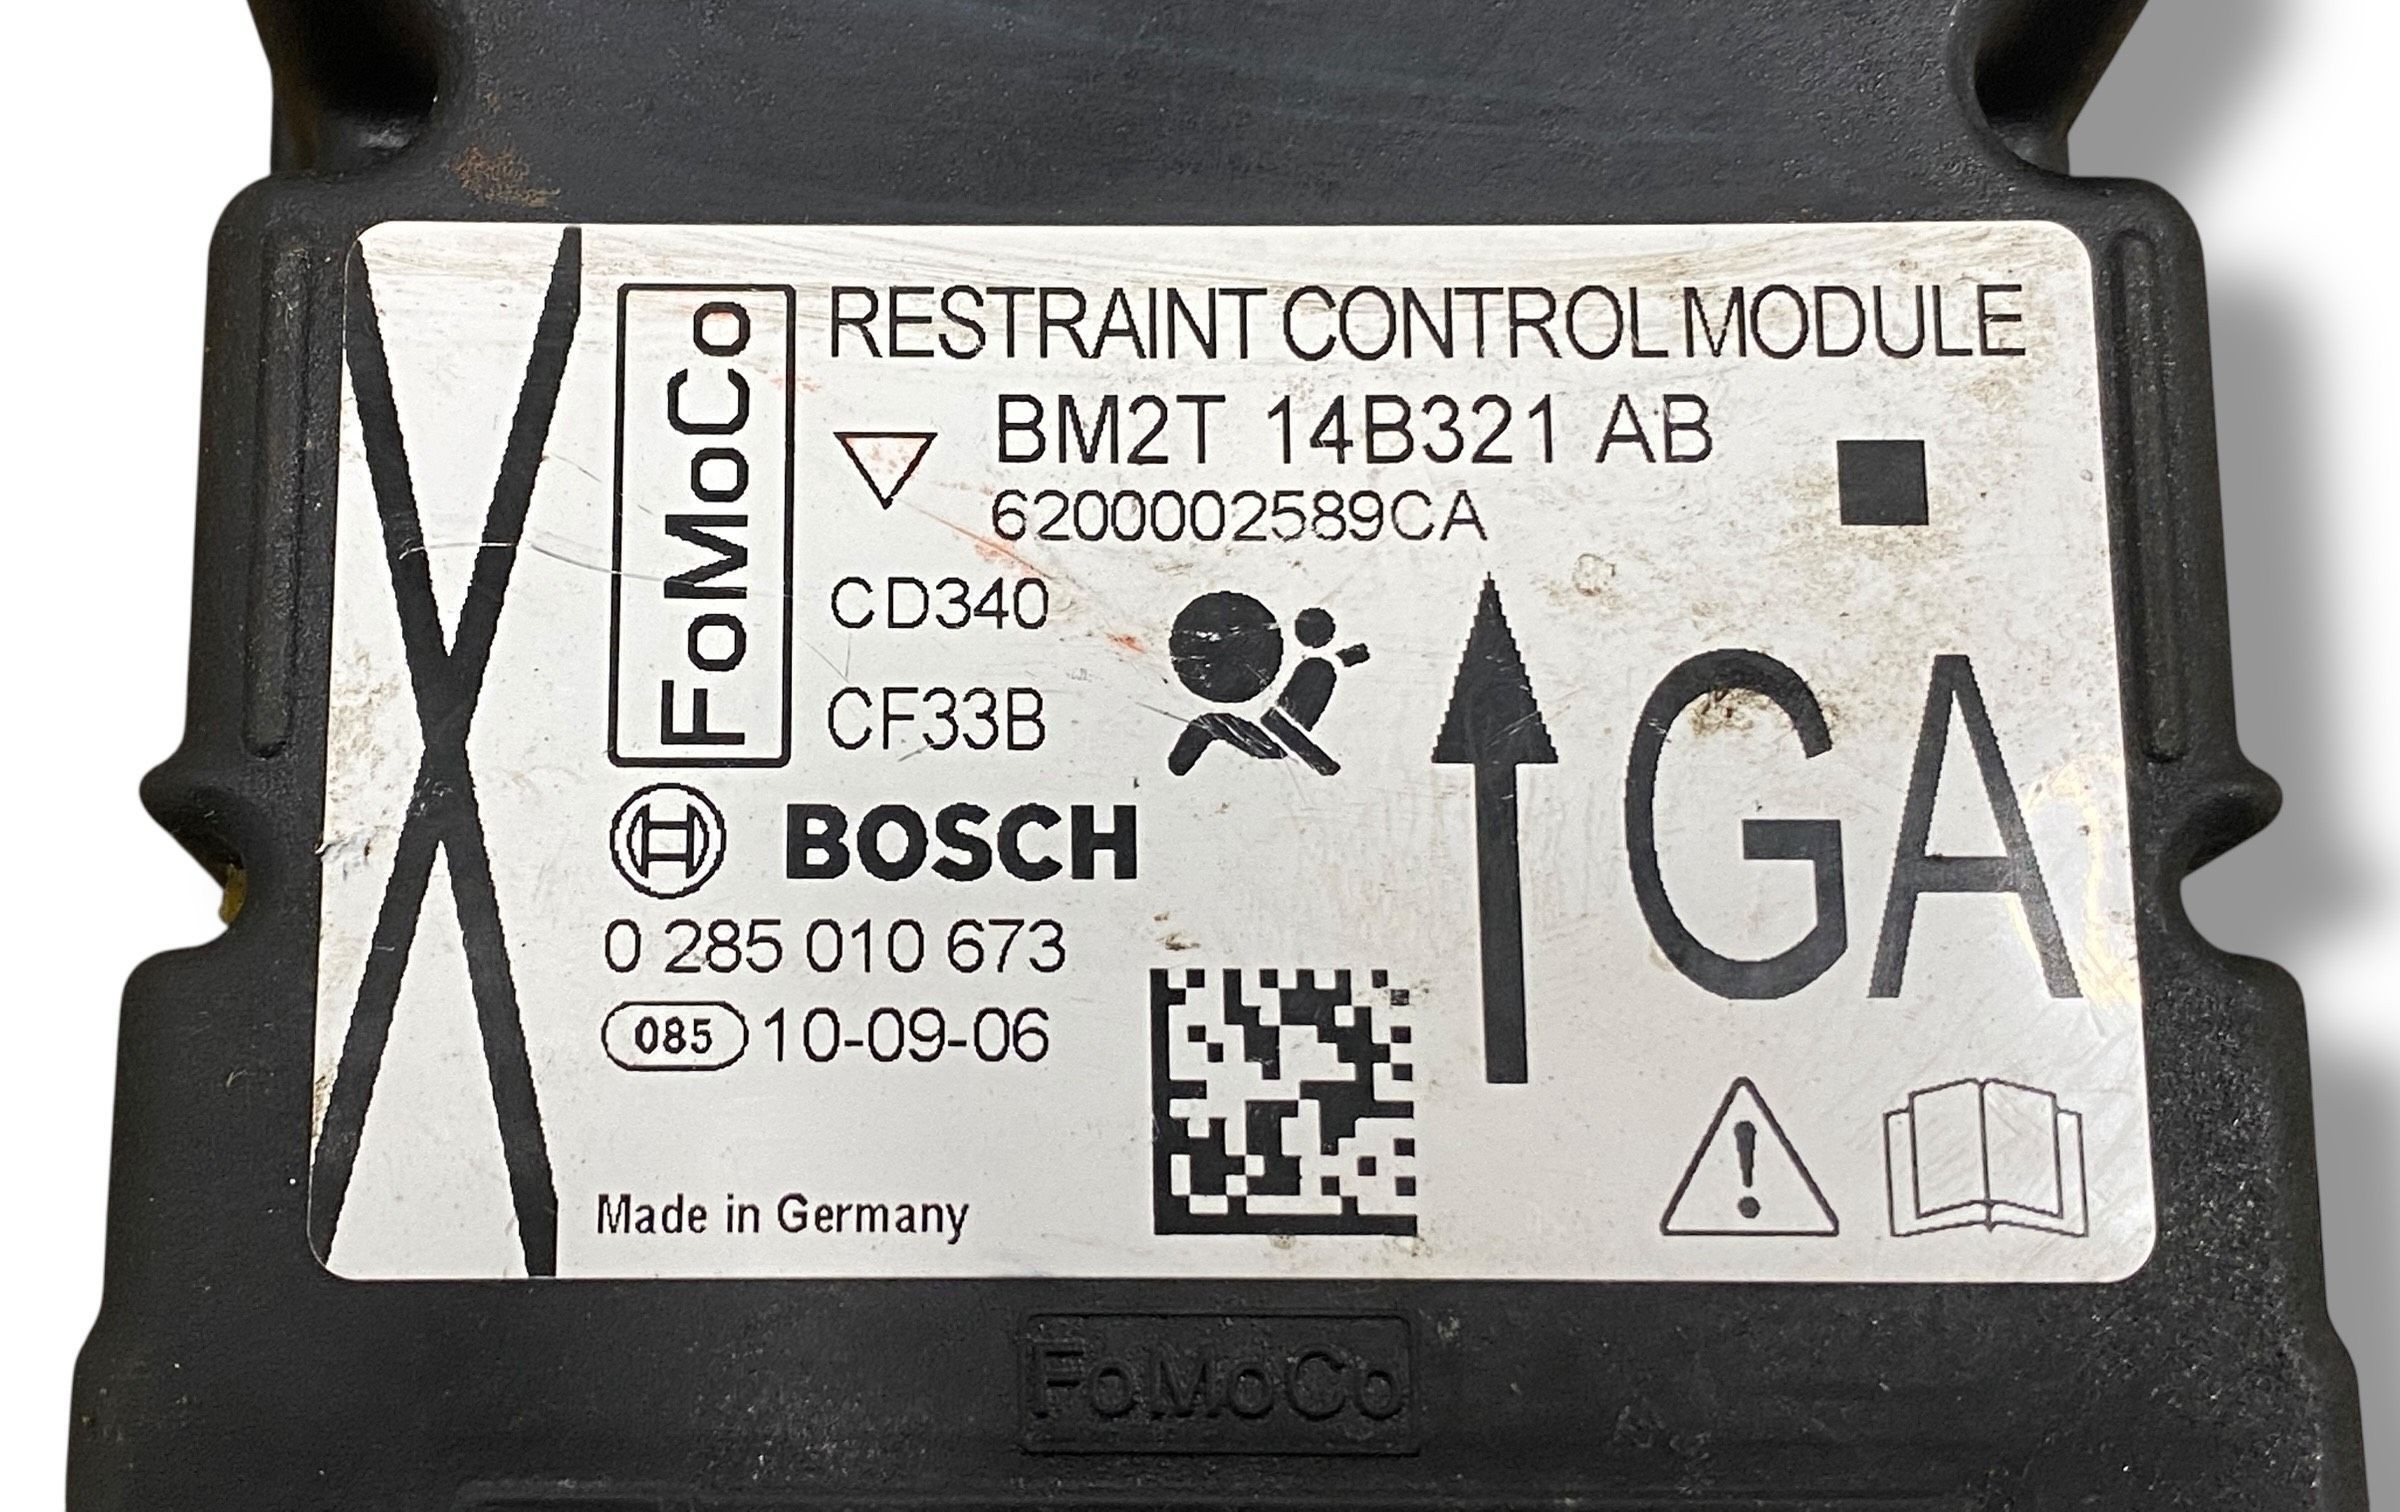 FoMoCo
RESTRAINT CONTROL MODULE
BM2T 14B321 AB
6200002589CA
CD340
CF33B
GA
BOSCH
0 285 010 673
085 10-09-06
Made in Germany
FoMoCo